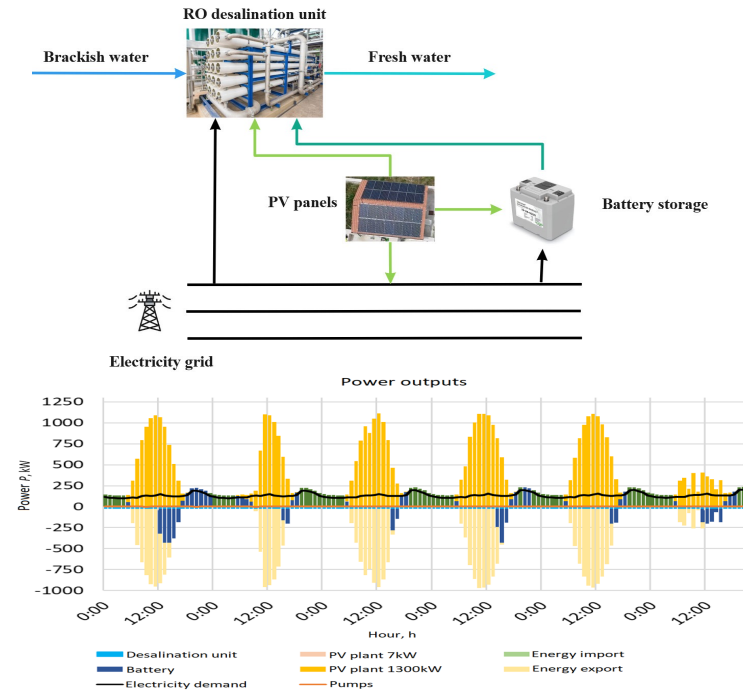 RO desalination unit
Brackish water
Fresh water
PV panels
Battery storage
Electricity grid
Power outputs
1250
1000
750
500
250
0
-250
-500
-750
-1000
Power P, kW
0:00 12:00 0:00 12:00 0:00 12:00 0:00 12:00 0:00 12:00 0:00 12:00
Hour, h
Desalination unit PV plant 7kW Energy import
Battery PV plant 1300kW Energy export
Electricity demand Pumps